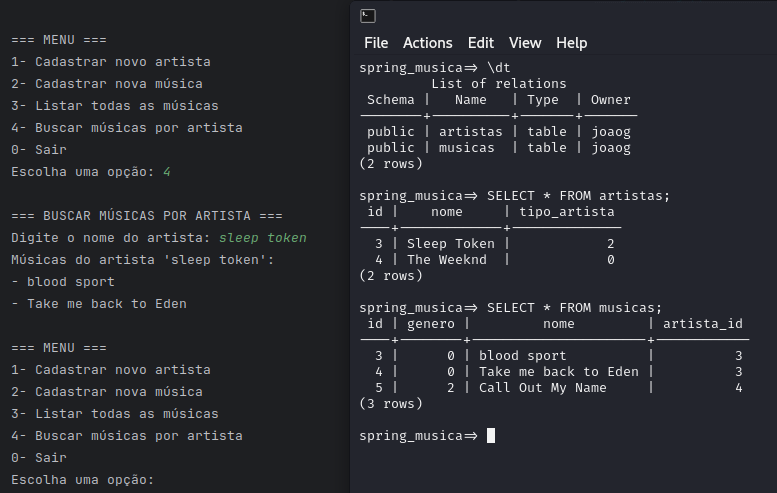 === MENU ===
1- Cadastrar novo artista
2- Cadastrar nova música
3- Listar todas as músicas
4- Buscar músicas por artista
0- Sair
Escolha uma opção: 4
=== BUSCAR MÚSICAS POR ARTISTA ===
Digite o nome do artista: sleep token
Músicas do artista 'sleep token':
- blood sport
- Take me back to Eden
=== MENU ===
1- Cadastrar novo artista
2- Cadastrar nova música
3- Listar todas as músicas
4- Buscar músicas por artista
0- Sair
Escolha uma opção:
File Actions Edit View Help
spring_musica=> \dt
List of relations
Schema | Name | Type | Owner
--------+----------+-------+-------
public | artistas | table | joaog
public | musicas | table | joaog
(2 rows)
spring_musica=> SELECT * FROM artistas;
id | nome | tipo_artista
----+-------------+--------------
3 | Sleep Token | 2
4 | The Weeknd | 0
(2 rows)
spring_musica=> SELECT * FROM musicas;
id | genero | nome | artista_id
----+--------+----------------------+------------
3 | 0 | blood sport | 3
4 | 0 | Take me back to Eden | 3
5 | 2 | Call Out My Name | 4
(3 rows)
spring_musica=>